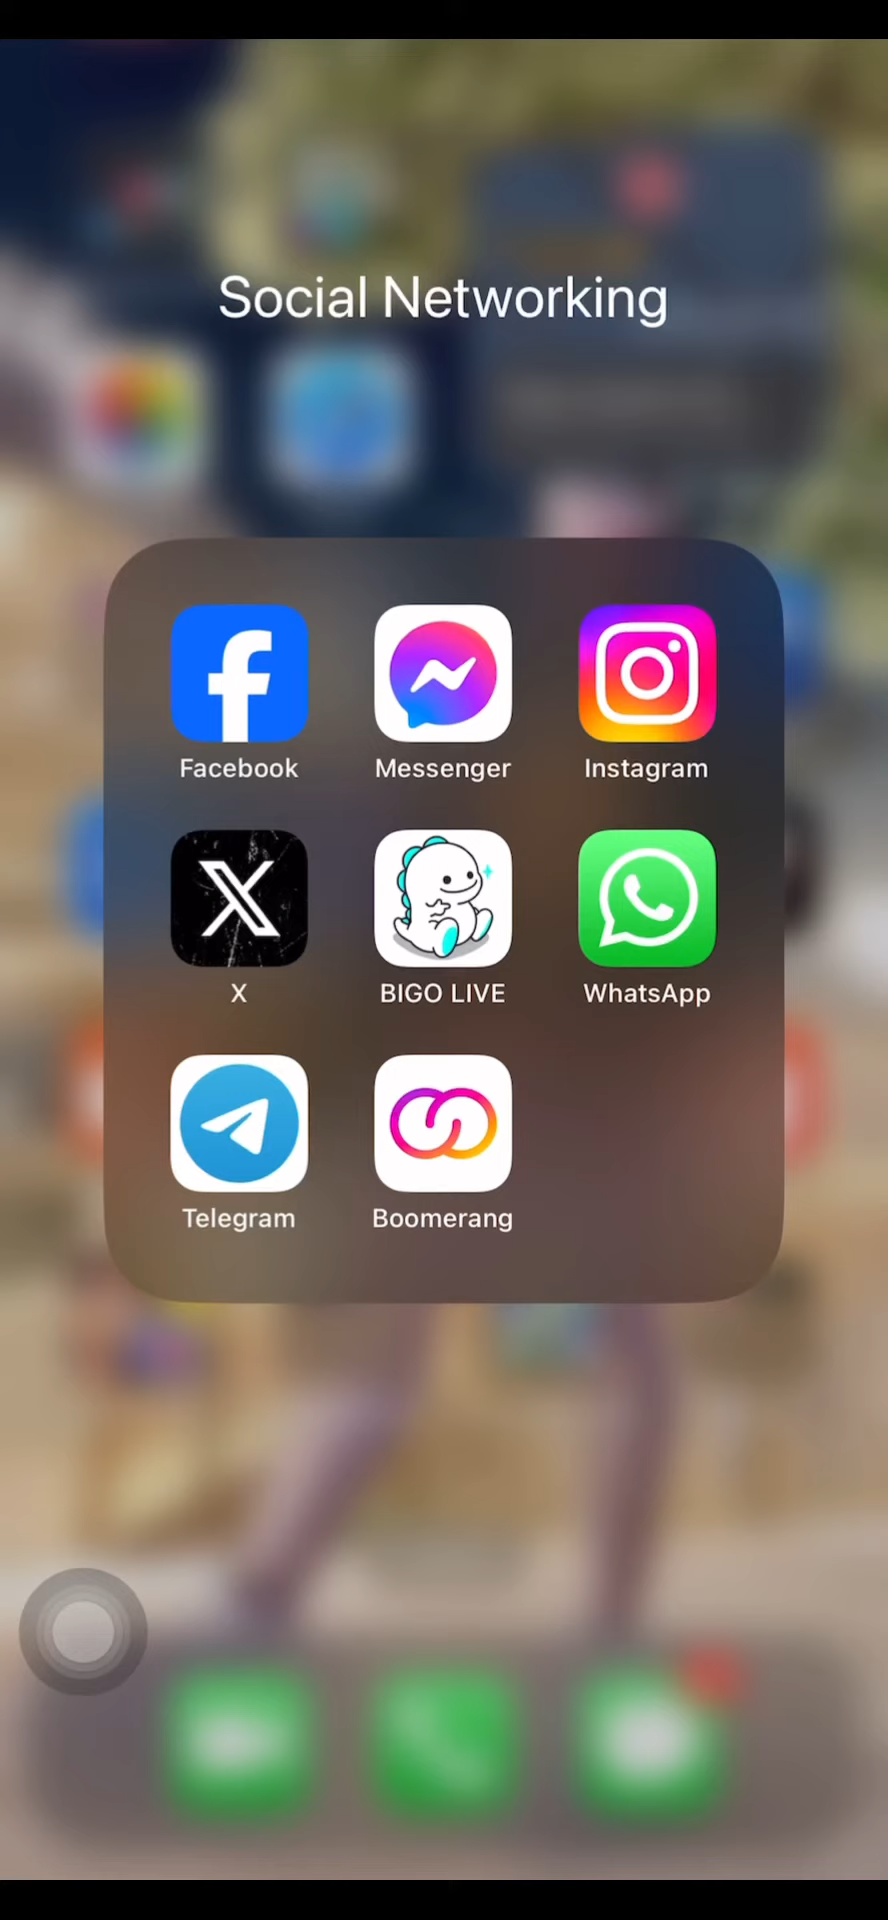 Social Networking
Facebook
Messenger
Instagram
X
BIGO LIVE
WhatsApp
Telegram
Boomerang